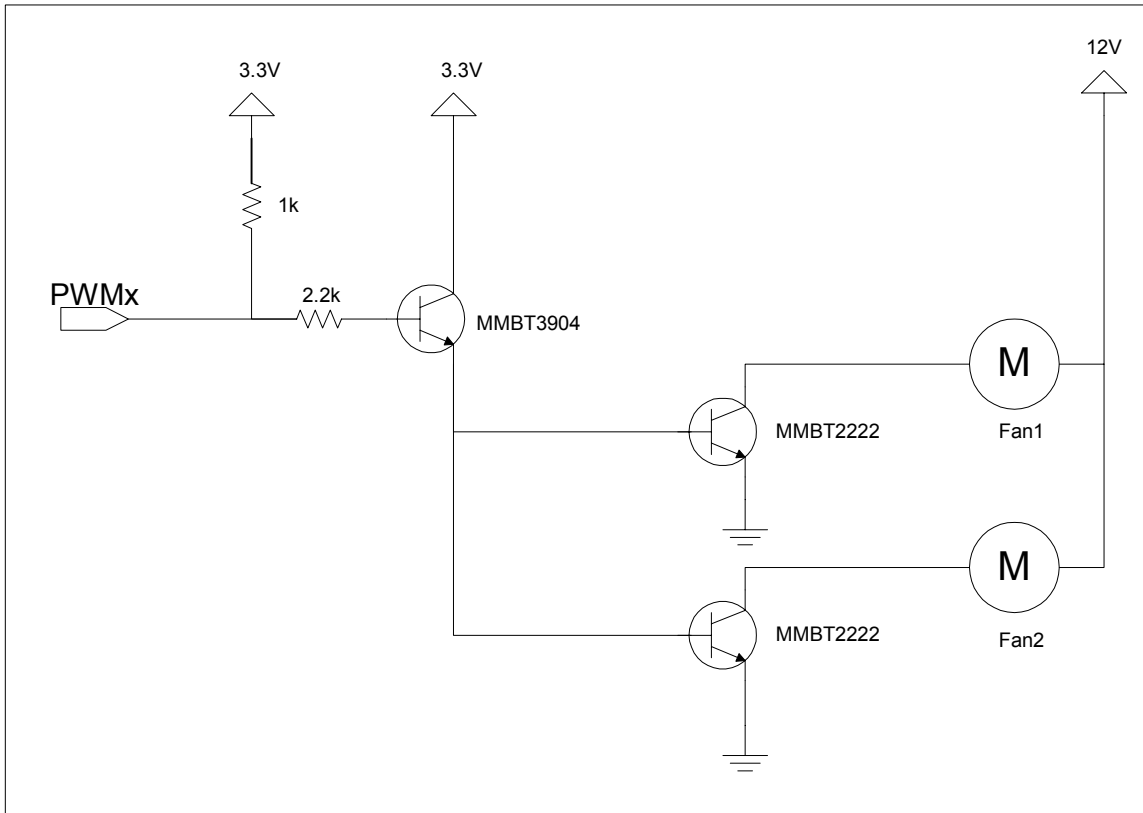 12V
3.3V
3.3V
1k
PWMx
2.2k
MMBT3904
M
MMBT2222
Fan1
M
MMBT2222
Fan2